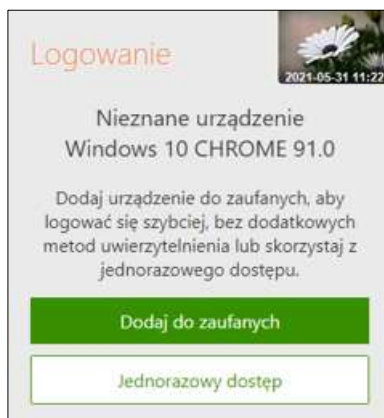 Logowanie
2021-05-31 11:22
Nieznane urządzenie
Windows 10 CHROME 91.0
Dodaj urządzenie do zaufanych, aby
logować się szybciej, bez dodatkowych
metod uwierzytelnienia lub skorzystaj z
jednorazowego dostępu.
Dodaj do zaufanych
Jednorazowy dostęp